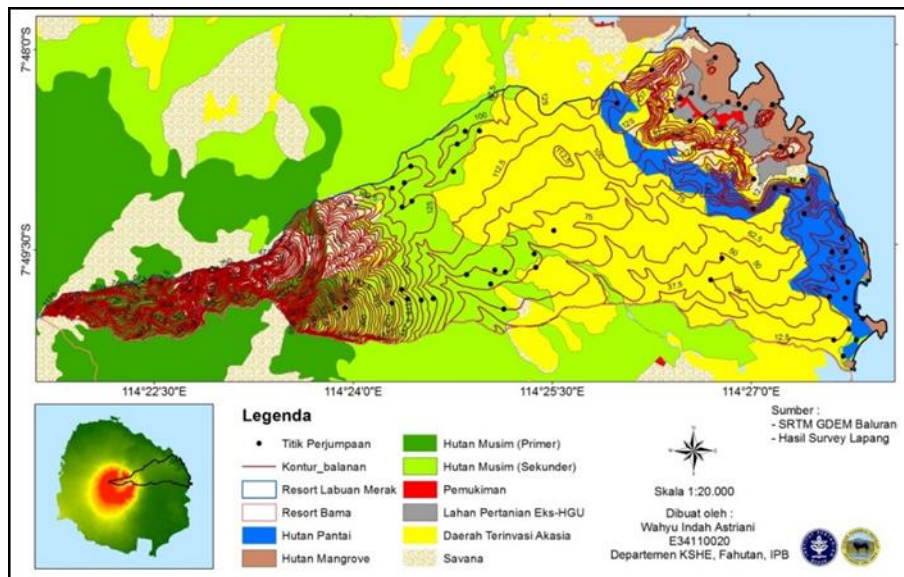 7°48'0"S
7°49'30"S
12.5
100
112.5
125
75
62.5
50
37.5
12.5
114°22'30"E
114°24'0"E
114°25'30"E
114°27'0"E
Legenda
Titik Perjumpaan
Kontur_balanan
Resort Labuan Merak
Resort Bama
Hutan Pantai
Hutan Mangrove
Hutan Musim (Primer)
Hutan Musim (Sekunder)
Pemukiman
Lahan Pertanian Eks-HGU
Daerah Terinvasi Akasia
Savana
Skala 1:20.000
Dibuat oleh :
Wahyu Indah Astriani
E34110020
Departemen KSHE, Fahutan, IPB
Sumber :
- SRTM GDEM Baluran
- Hasil Survey Lapang